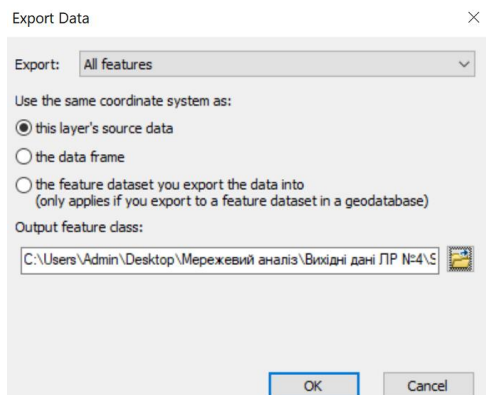 Export Data
Export: All features
Use the same coordinate system as:
this layer's source data
the data frame
the feature dataset you export the data into
(only applies if you export to a feature dataset in a geodatabase)
Output feature class:
C:\Users\Admin\Desktop\Мережевий аналіз\Вихідні дані ЛР №4\S
OK Cancel